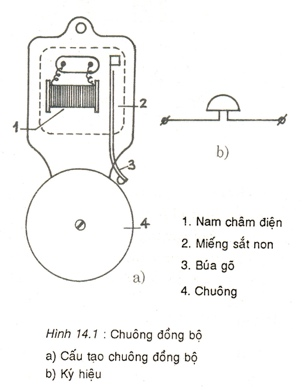 1
2
3
4
a)
b)
1. Nam châm điện
2. Miếng sắt non
3. Búa gõ
4. Chuông
Hình 14.1 : Chuông đồng bộ
a) Cấu tạo chuông đồng bộ
b) Ký hiệu